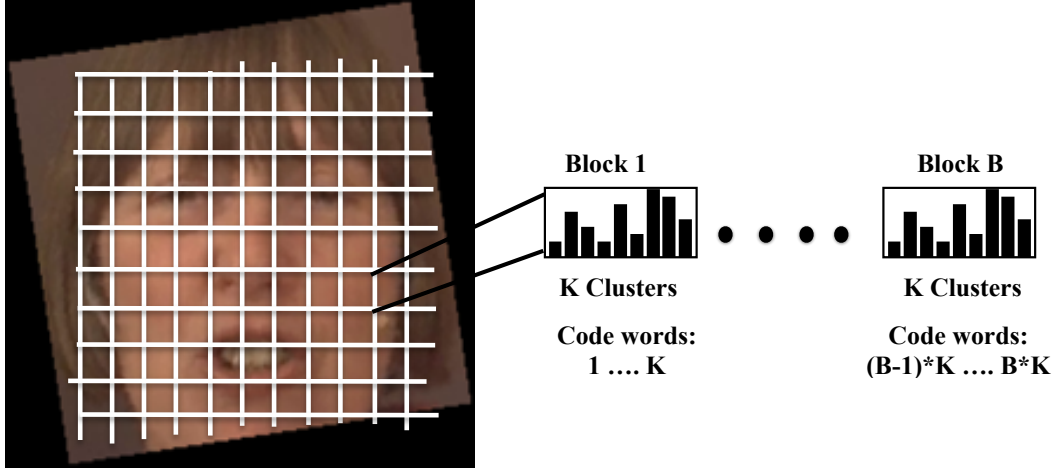 Block 1
Block B
K Clusters
K Clusters
Code words:
1 .... K
Code words:
(B-1)*K .... B*K